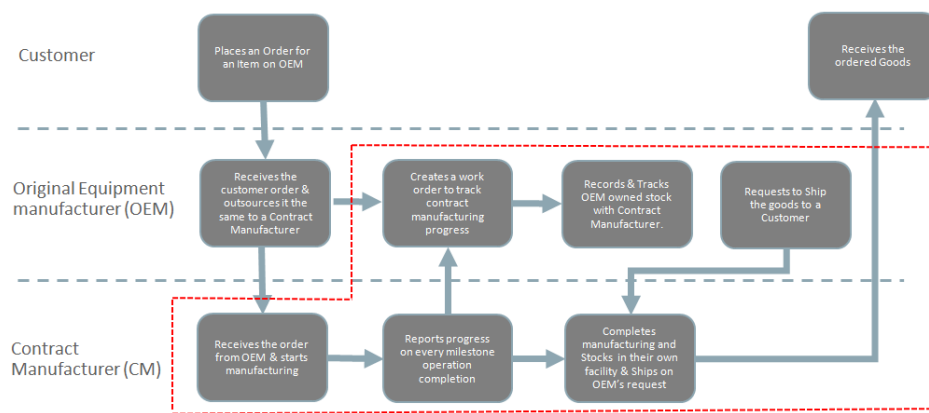 Customer
Places an Order for
an Item on OEM
Receives the
ordered Goods
Original Equipment
manufacturer (OEM)
Receives the
customer order &
outsources it the
same to a Contract
Manufacturer
Creates a work
order to track
contract
manufacturing
progress
Records & Tracks
OEM owned stock
with Contract
Manufacturer.
Requests to Ship
the goods to a
Customer
Contract
Manufacturer (CM)
Receives the order
from OEM & starts
manufacturing
Reports progress
on every milestone
operation
completion
Completes
manufacturing and
Stocks in their own
facility & Ships on
OEM's request